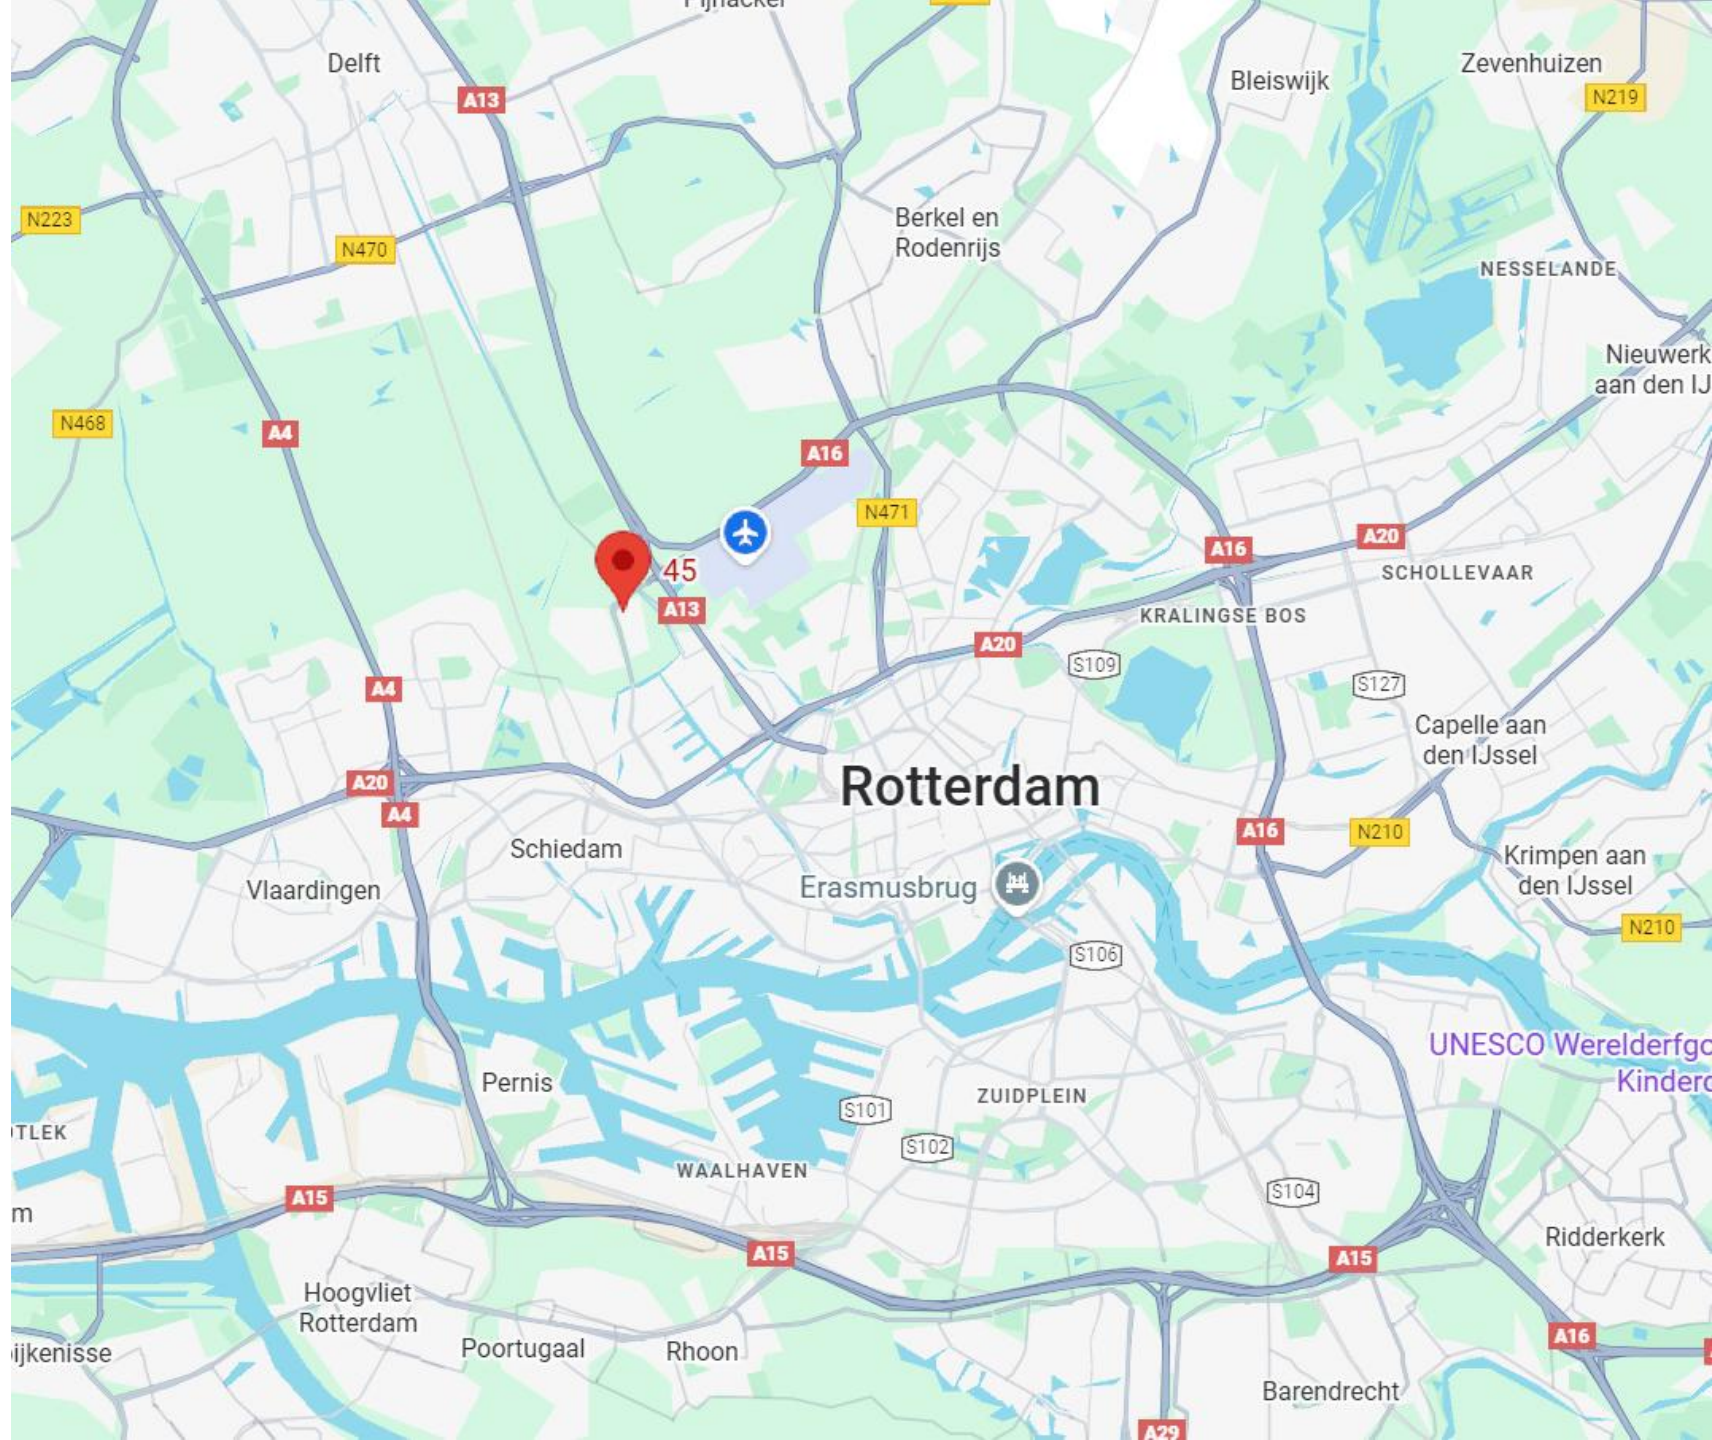 Delft
A13
Bleiswijk
Zevenhuizen
N219
N223
N470
Berkel en
Rodenrijs
NESSELANDE
Nieuwerk
aan den IJ
N468
A4
A16
N471
A16
A20
45
A13
SCHOLLEVAAR
KRALINGSE BOS
A20
S109
A4
S127
Capelle aan
den IJssel
A20
Rotterdam
A4
A16
N210
Schiedam
Vlaardingen
Erasmusbrug
Krimpen aan
den IJssel
N210
S106
UNESCO Werelderfgo
Kinderd
Pernis
ZUIDPLEIN
S101
TLEK
S102
WAALHAVEN
A15
S104
m
A15
A15
Ridderkerk
Hoogvliet
Rotterdam
Poortugaal
Rhoon
A16
ijkenisse
Barendrecht
A29